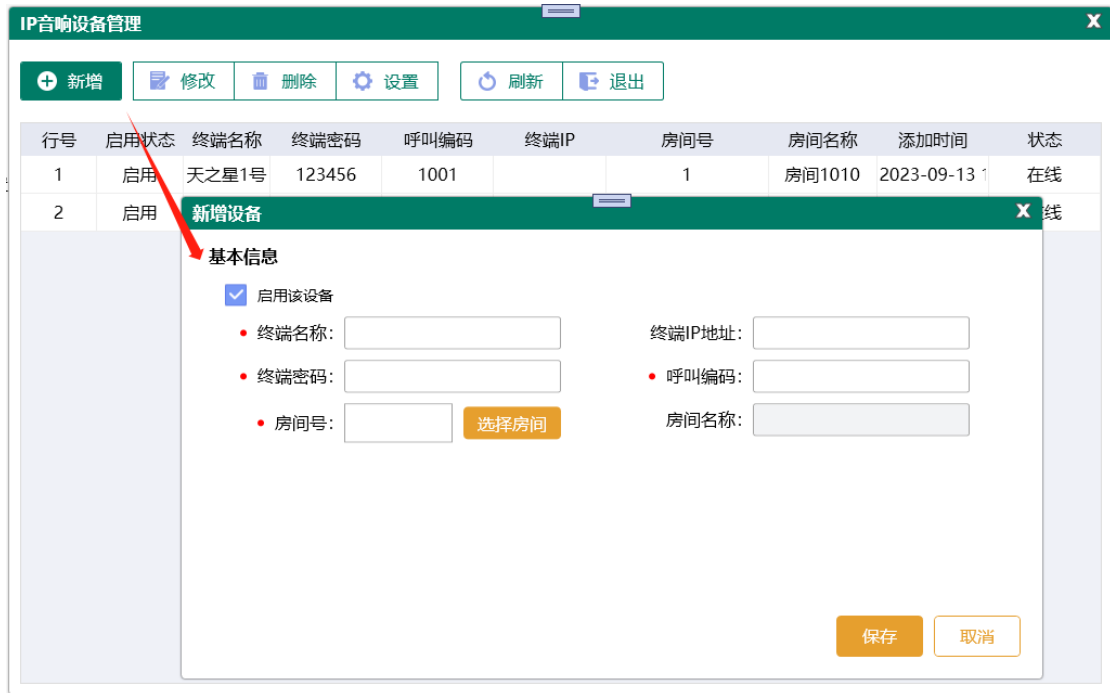 IP音响设备管理 X
新增 修改 删除 设置 刷新 退出
行号 启用状态 终端名称 终端密码 呼叫编码 终端IP 房间号 房间名称 添加时间 状态
1 启用 天之星1号 123456 1001 1 房间1010 2023-09-13 1 在线
2 启用 线
新增设备 X
基本信息
启用该设备
终端名称: 终端IP地址:
终端密码: 呼叫编码:
房间号: 选择房间 房间名称:
保存 取消